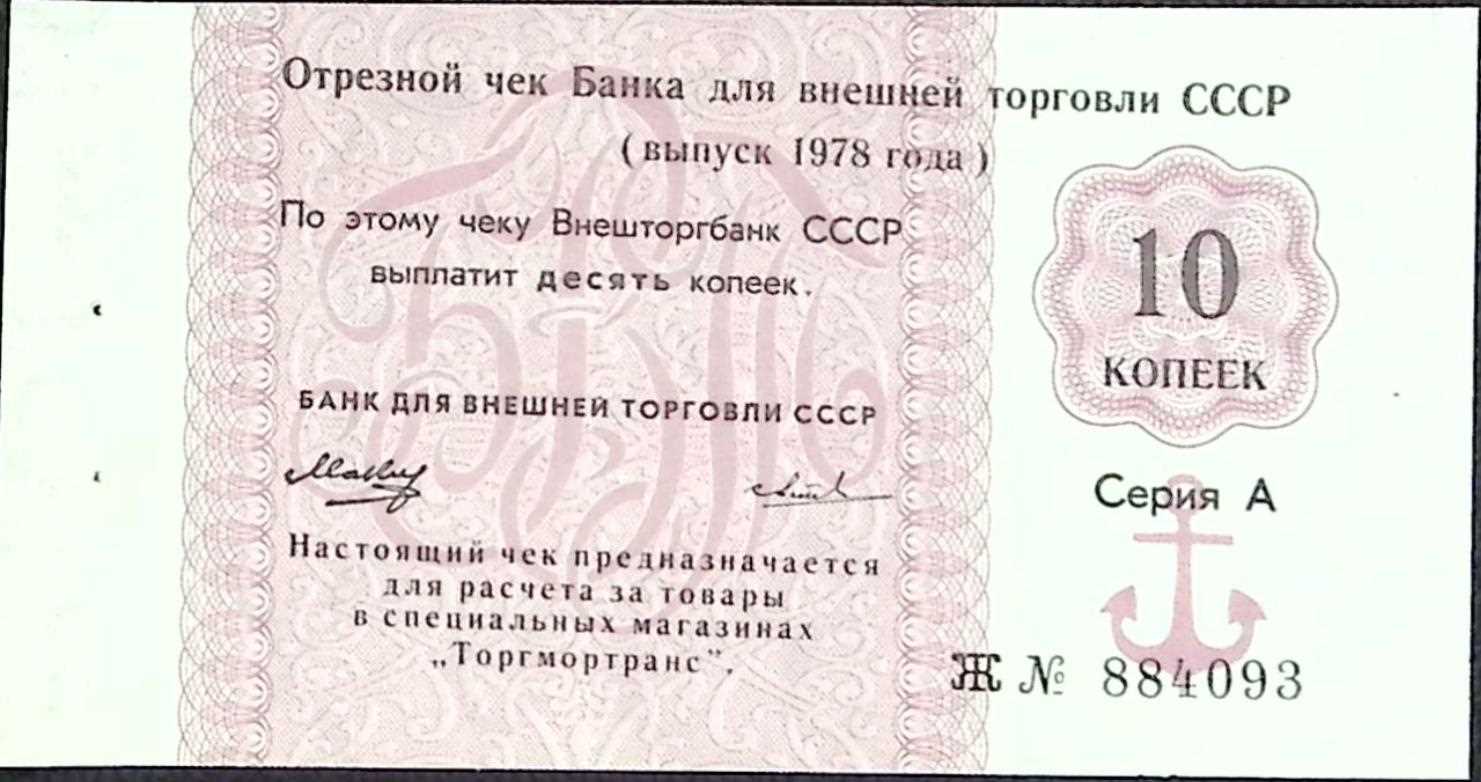 Отрезной чек Банка для внешней торговли СССР
( выпуск 1978 года )
По этому чеку Внешторгбанк СССР
выплатит десять копеек.
10
КОПЕЕК
БАНК ДЛЯ ВНЕШНЕЙ ТОРГОВЛИ СССР
Серия А
Настоящий чек предназначается
для расчета за товары
в специальных магазинах
„Торгмортранс”.
Ж № 884093